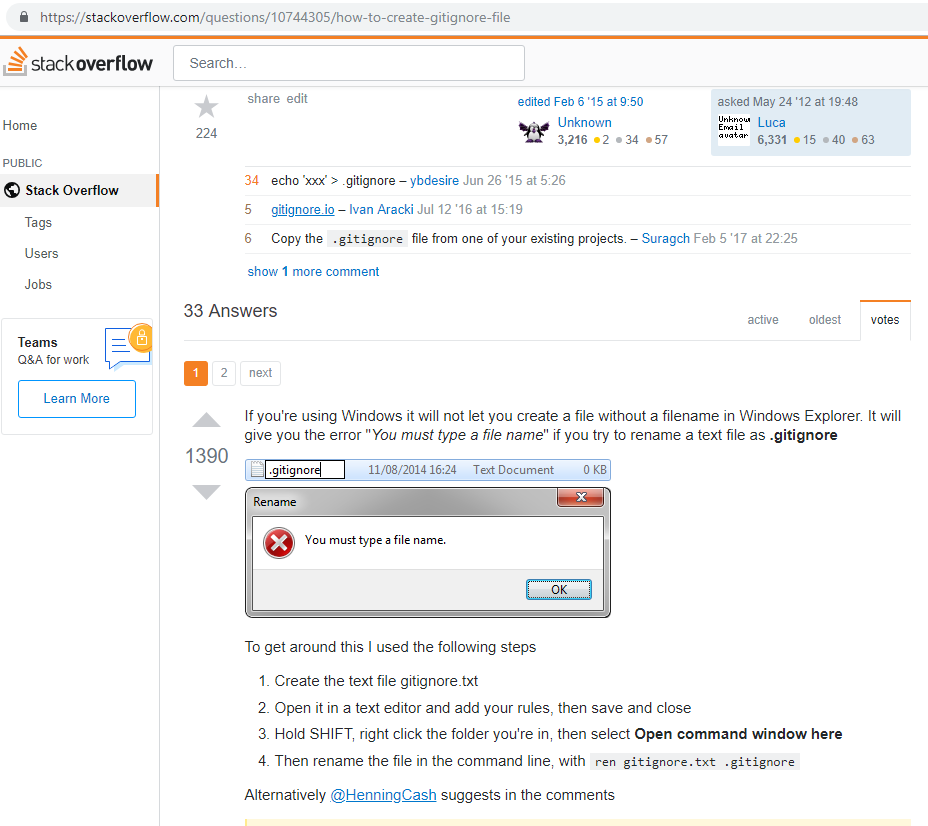 https://stackoverflow.com/questions/10744305/how-to-create-gitignore-file
stackoverflow
Search…
Home
PUBLIC
Stack Overflow
Tags
Users
Jobs
Teams
Q&A for work
Learn More
224
share edit
edited Feb 6 '15 at 9:50
Unknown
3,216 2 34 57
asked May 24 '12 at 19:48
Unknown
Email
avatar
Luca
6,331 15 40 63
34 echo 'xxx' > .gitignore – ybdesire Jun 26 '15 at 5:26
5 gitignore.io – Ivan Aracki Jul 12 '16 at 15:19
6 Copy the .gitignore file from one of your existing projects. – Suragch Feb 5 '17 at 22:25
show 1 more comment
33 Answers
active oldest votes
1 2 next
1390
If you're using Windows it will not let you create a file without a filename in Windows Explorer. It will
give you the error "You must type a file name" if you try to rename a text file as .gitignore
.gitignore 11/08/2014 16:24 Text Document 0 KB
Rename
You must type a file name.
OK
To get around this I used the following steps
1. Create the text file gitignore.txt
2. Open it in a text editor and add your rules, then save and close
3. Hold SHIFT, right click the folder you're in, then select Open command window here
4. Then rename the file in the command line, with ren gitignore.txt .gitignore
Alternatively @HenningCash suggests in the comments